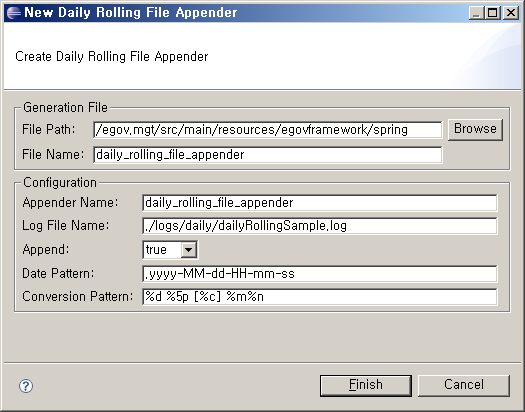 New Daily Rolling File Appender
Create Daily Rolling File Appender
Generation File
File Path: /egov.mgt/src/main/resources/egovframework/spring Browse
File Name: daily_rolling_file_appender
Configuration
Appender Name: daily_rolling_file_appender
Log File Name: ./logs/daily/dailyRollingSample.log
Append: true
Date Pattern: .yyyy-MM-dd-HH-mm-ss
Conversion Pattern: %d %5p [%c] %m%n
? Finish Cancel